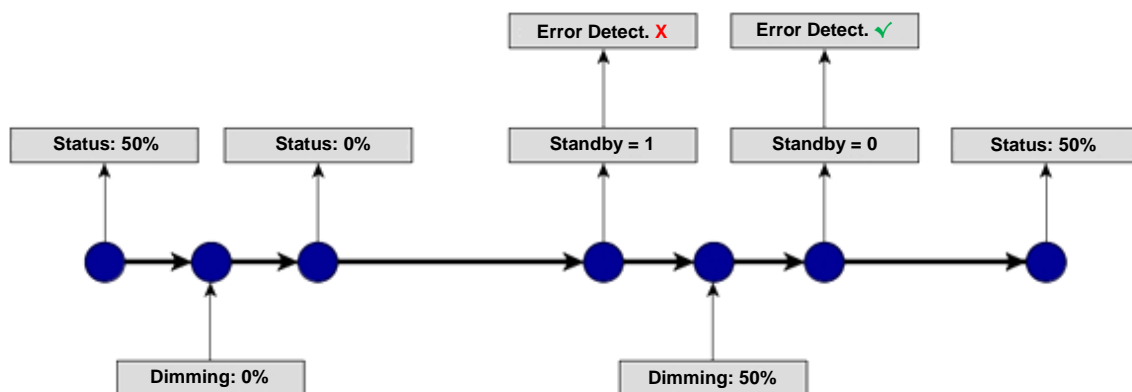 Error Detect. X
Error Detect. ✓
Status: 50%
Status: 0%
Standby = 1
Standby = 0
Status: 50%
Dimming: 0%
Dimming: 50%